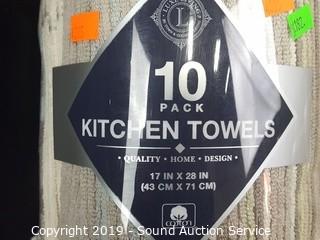 L
182
10
PACK
KITCHEN TOWELS
• QUALITY • HOME • DESIGN •
17 IN X 28 IN
(43 CM X 71 CM)
COTTON
Copyright 2019 - Sound Auction Service